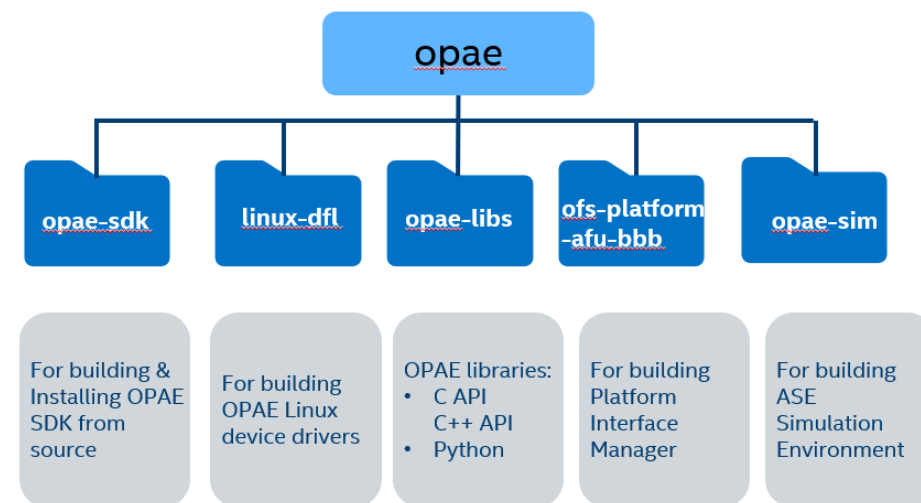 opae
opae-sdk
linux-dfl
opae-libs
ofs-platform
-afu-bbb
opae-sim
For building &
Installing OPAE
SDK from
source
For building
OPAE Linux
device drivers
OPAE libraries:
• C API
C++ API
• Python
For building
Platform
Interface
Manager
For building
ASE
Simulation
Environment